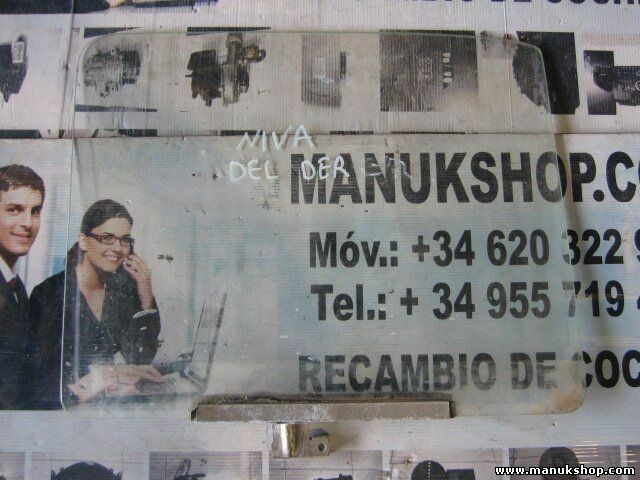 NIVA
DEL DER
MANUKSHOP.CO
Móv.: +34 620 322 9
Tel.: + 34 955 719
RECAMBIO DE COC
www.manukshop.com